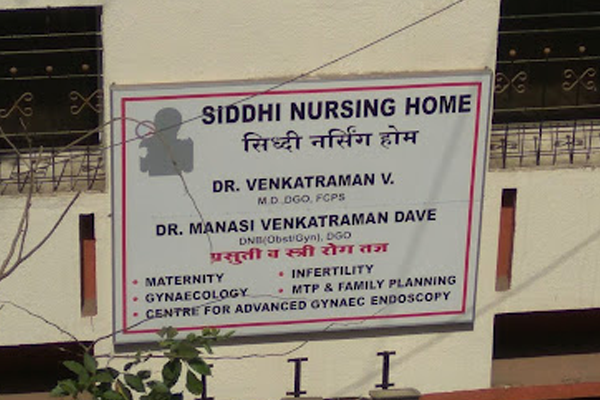 SIDDHI NURSING HOME
सिध्दी नर्सिंग होम
DR. VENKATRAMAN V.
M.D.,DGO, FCPS
DR. MANASI VENKATRAMAN DAVE
DNB(Obst/Gyn), DGO
प्रसुती व स्त्री रोग तज्ञ
• MATERNITY • INFERTILITY
• GYNAECOLOGY • MTP & FAMILY PLANNING
• CENTRE FOR ADVANCED GYNAEC ENDOSCOPY